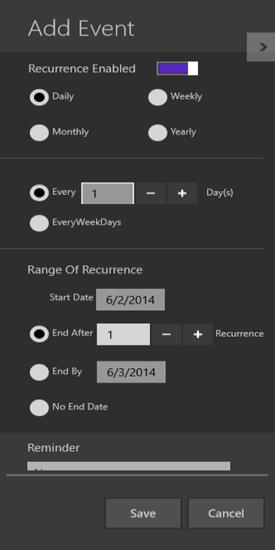 Add Event
Recurrence Enabled
Daily Weekly
Monthly Yearly
Every 1 Day(s)
EveryWeekDays
Range Of Recurrence
Start Date 6/2/2014
End After 1 Recurrence
End By 6/3/2014
No End Date
Reminder
Save Cancel